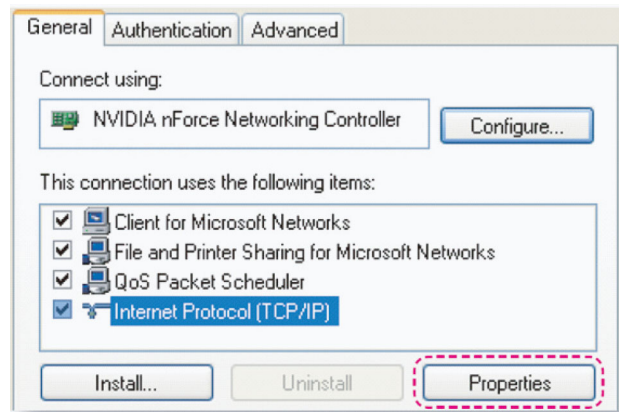 General Authentication Advanced
Connect using:
NVIDIA nForce Networking Controller Configure...
This connection uses the following items:
Client for Microsoft Networks
File and Printer Sharing for Microsoft Networks
QoS Packet Scheduler
Internet Protocol (TCP/IP)
Install... Uninstall Properties